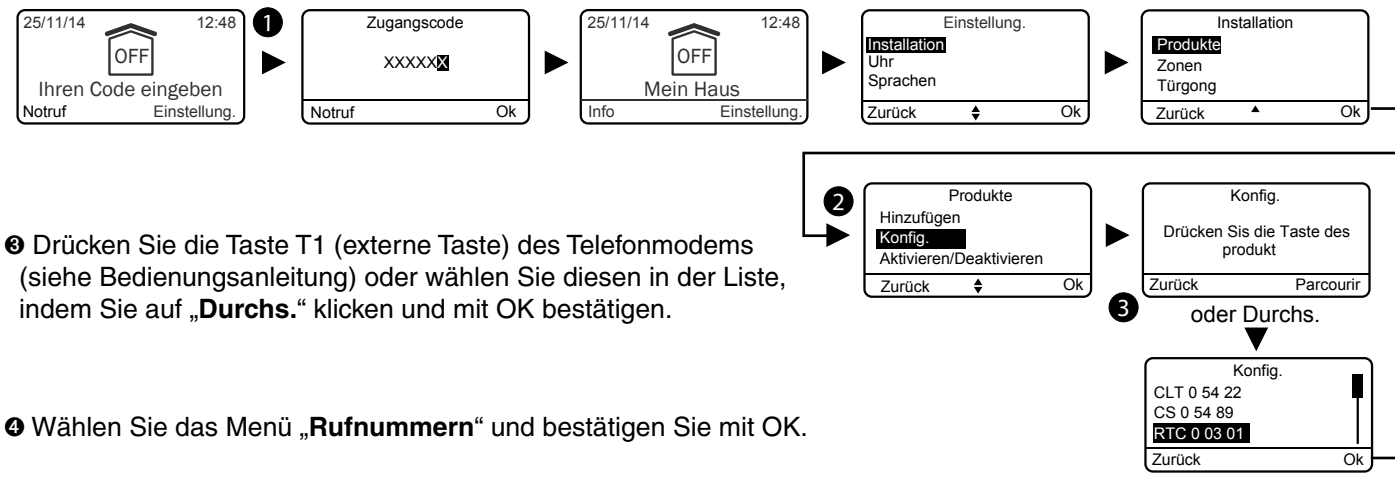 25/11/14 12:48
OFF
Ihren Code eingeben
Notruf Einstellung.
❶
Zugangscode
XXXXXX
Notruf Ok
25/11/14 12:48
OFF
Mein Haus
Info Einstellung.
Einstellung.
Installation
Uhr
Sprachen
Zurück Ok
Installation
Produkte
Zonen
Türgong
Zurück Ok
❷
Produkte
Hinzufügen
Konfig.
Aktivieren/Deaktivieren
Zurück Ok
Konfig.
Drücken Sis die Taste des
produkt
Zurück Parcourir
❸
oder Durchs.
Konfig.
CLT 0 54 22
CS 0 54 89
RTC 0 03 01
Zurück Ok
❸ Drücken Sie die Taste T1 (externe Taste) des Telefonmodems
(siehe Bedienungsanleitung) oder wählen Sie diesen in der Liste,
indem Sie auf „Durchs.“ klicken und mit OK bestätigen.
❹ Wählen Sie das Menü „Rufnummern“ und bestätigen Sie mit OK.